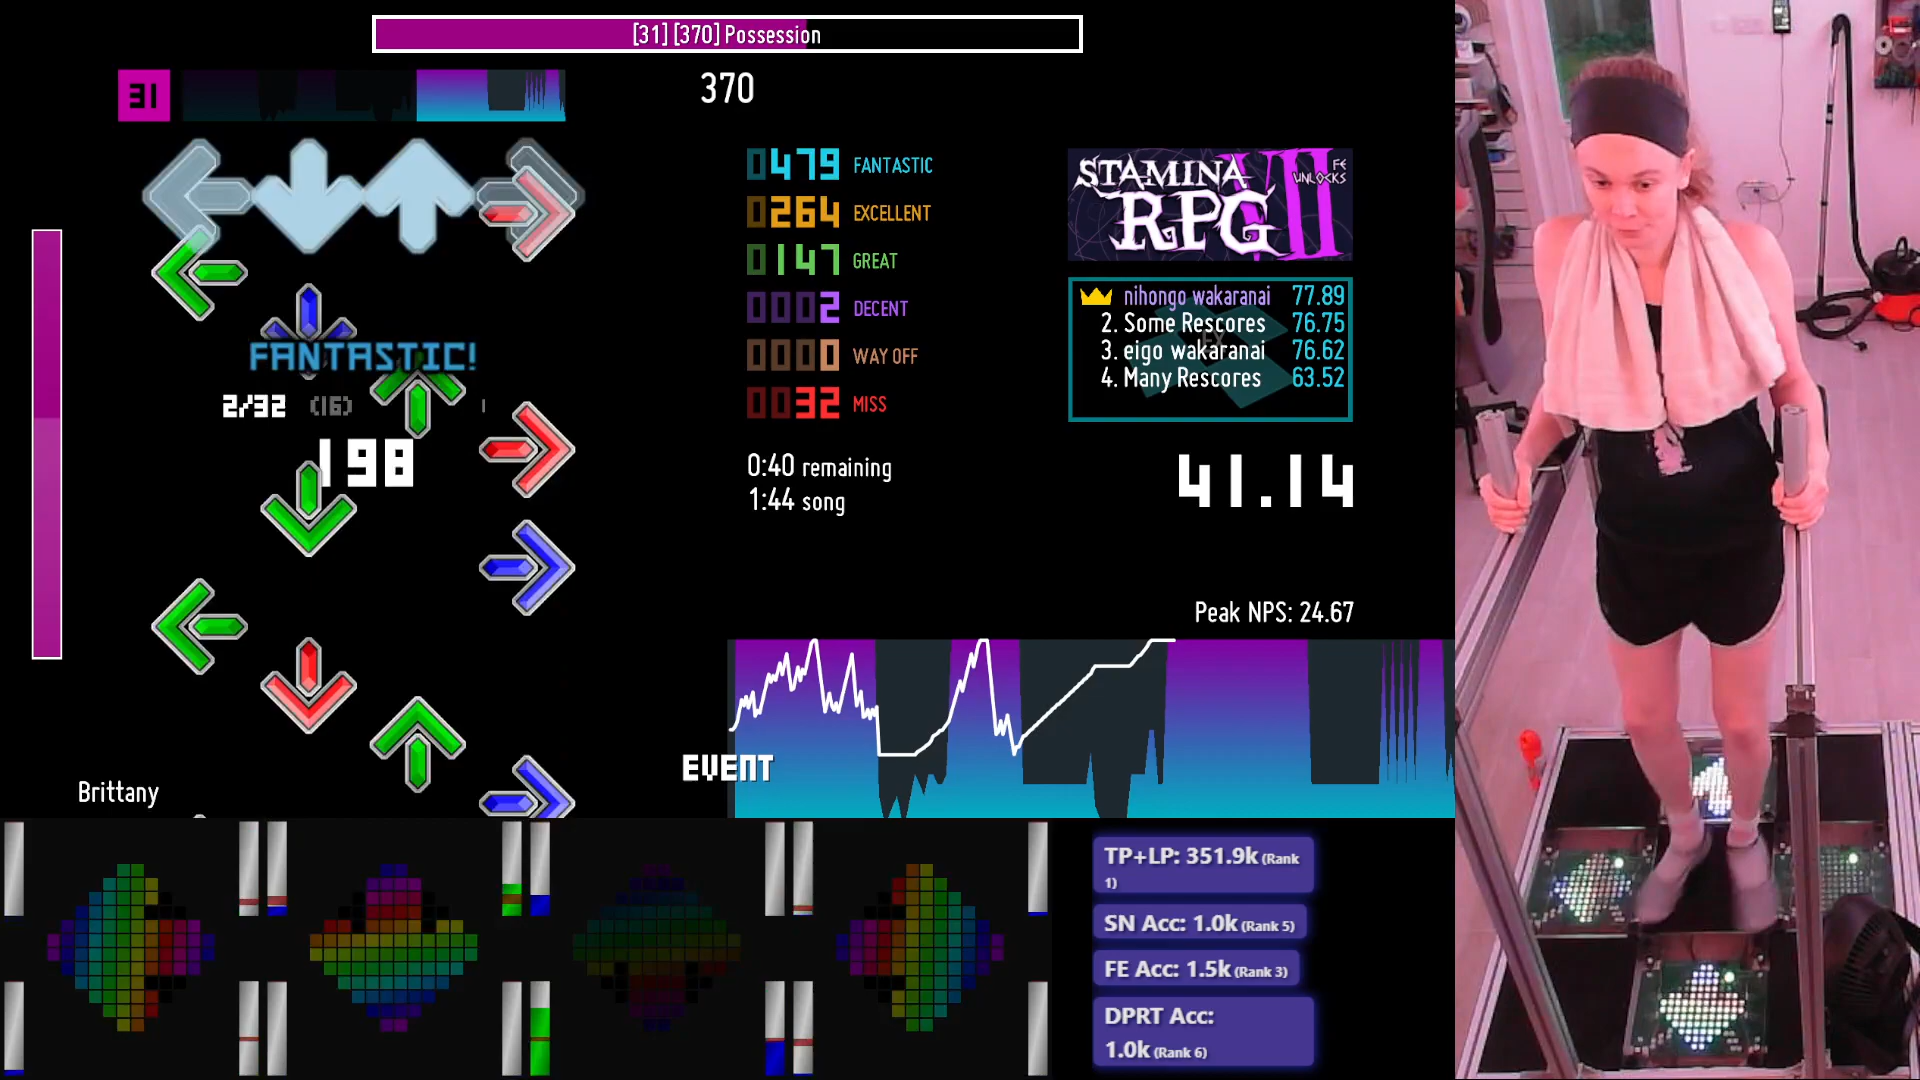 [31] [370] Possession
31
370
0479 FANTASTIC
0264 EXCELLENT
0147 GREAT
0002 DECENT
0000 WAY OFF
0032 MISS
STAMINA
RPG VII
FE
UNLOCKS
nihongo wakaranai 77.89
2. Some Rescores 76.75
3. eigo wakaranai 76.62
4. Many Rescores 63.52
FANTASTIC!
2/32 (16)
198
0:40 remaining
1:44 song
41.14
Peak NPS: 24.67
EVENT
Brittany
TP+LP: 351.9k (Rank
1)
SN Acc: 1.0k (Rank 5)
FE Acc: 1.5k (Rank 3)
DPRT Acc:
1.0k (Rank 6)